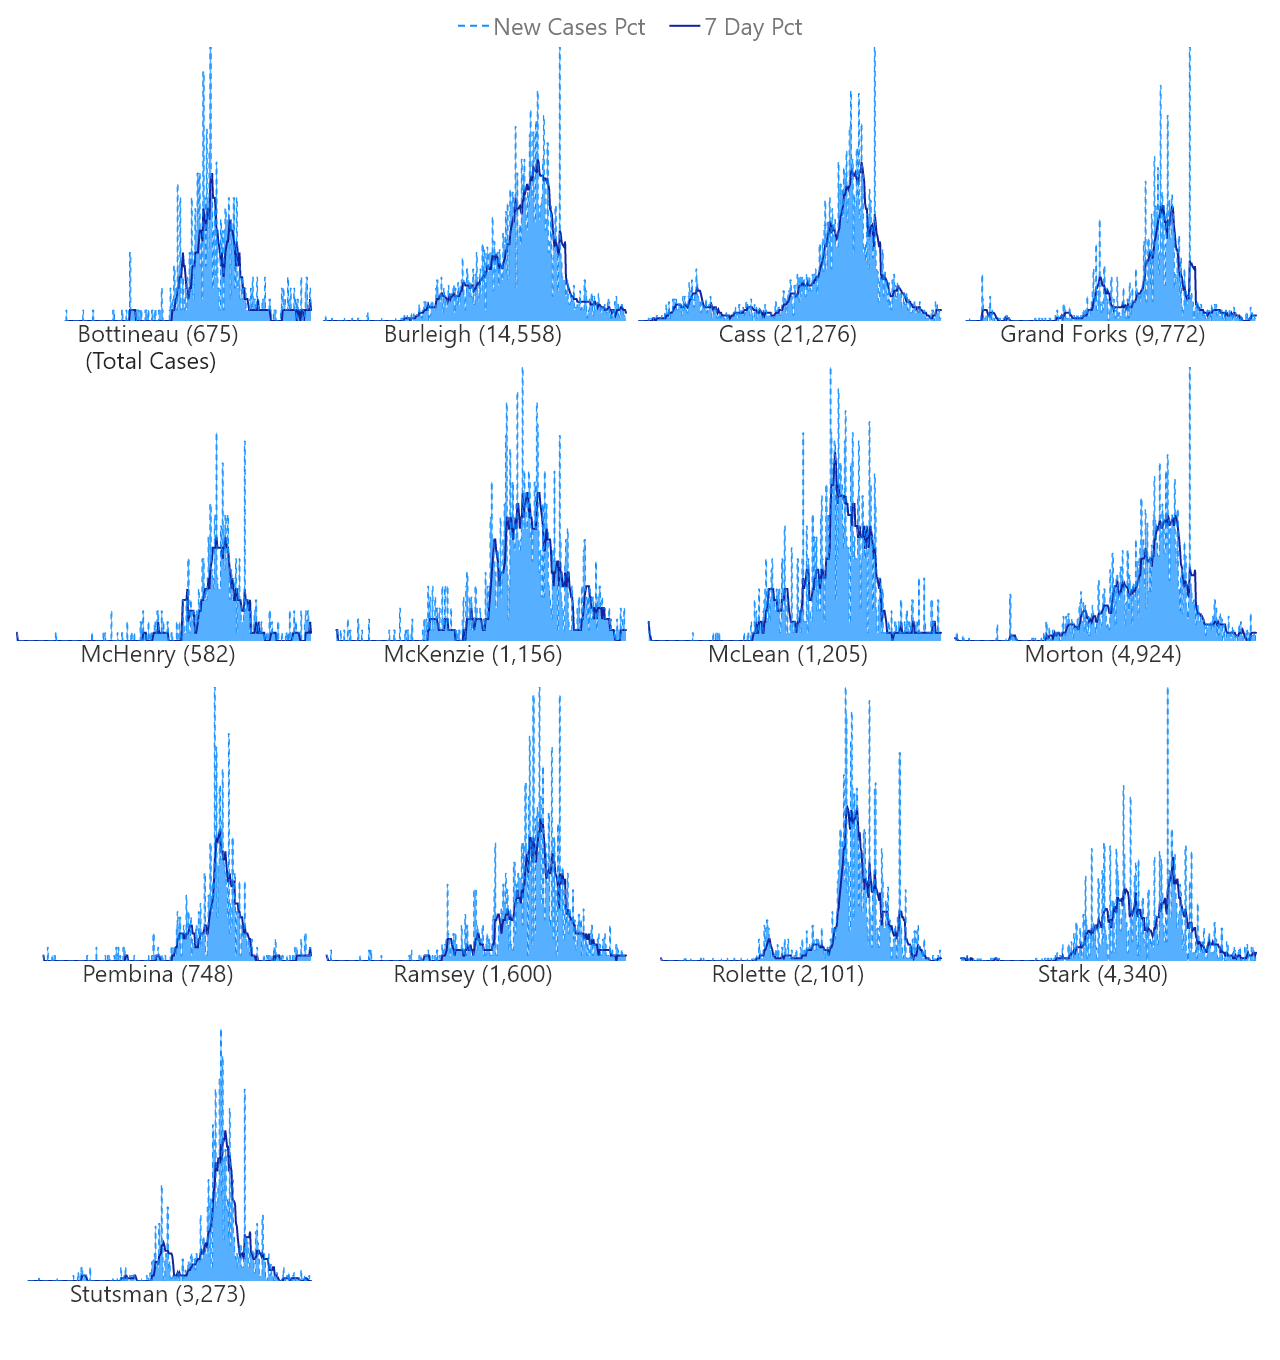 New Cases Pct 7 Day Pct
Bottineau (675) Burleigh (14,558) Cass (21,276) Grand Forks (9,772)
(Total Cases)
McHenry (582) McKenzie (1,156) McLean (1,205) Morton (4,924)
Pembina (748) Ramsey (1,600) Rolette (2,101) Stark (4,340)
Stutsman (3,273)